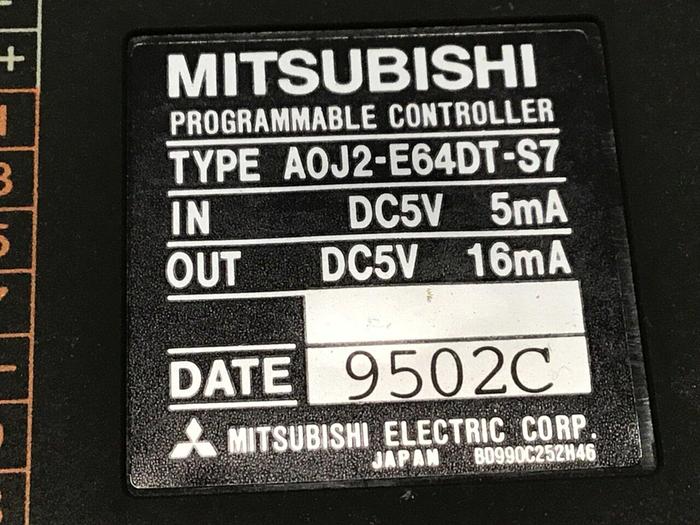 MITSUBISHI
PROGRAMMABLE CONTROLLER
TYPE A0J2-E64DT-S7
IN DC5V 5mA
OUT DC5V 16mA
DATE 9502C
MITSUBISHI ELECTRIC CORP.
JAPAN BD990C252H46
+